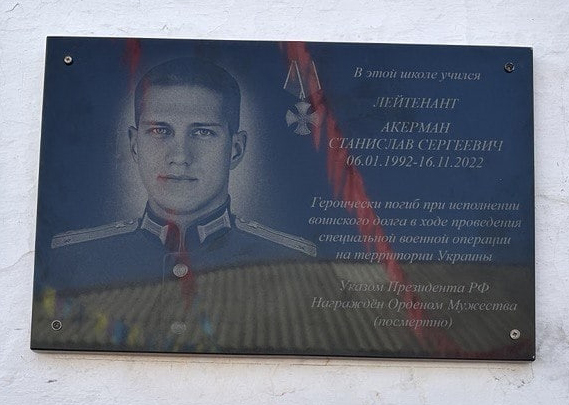 В этой школе учился
ЛЕЙТЕНАНТ
АКЕРМАН
СТАНИСЛАВ СЕРГЕЕВИЧ
06.01.1992-16.11.2022
Героически погиб при исполнении
воинского долга в ходе проведения
специальной военной операции
на территории Украины
Указом Президента РФ
Награждён Орденом Мужества
(посмертно)